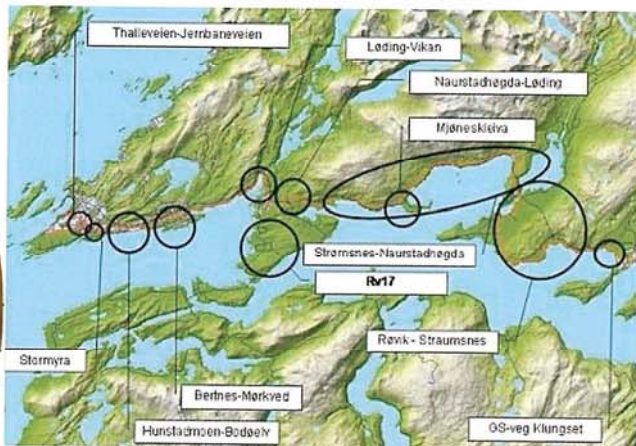 Thalleveien-Jernbaneveien
Løding-Vikan
Naurstadhøgda-Løding
Mjøneskleiva
Strømsnes-Naurstadhøgda
Rv17
Røvik - Straumsnes
Stormyra
Bertnes-Mørkved
Hunstadmoen-Bodøelv
GS-veg Klungset